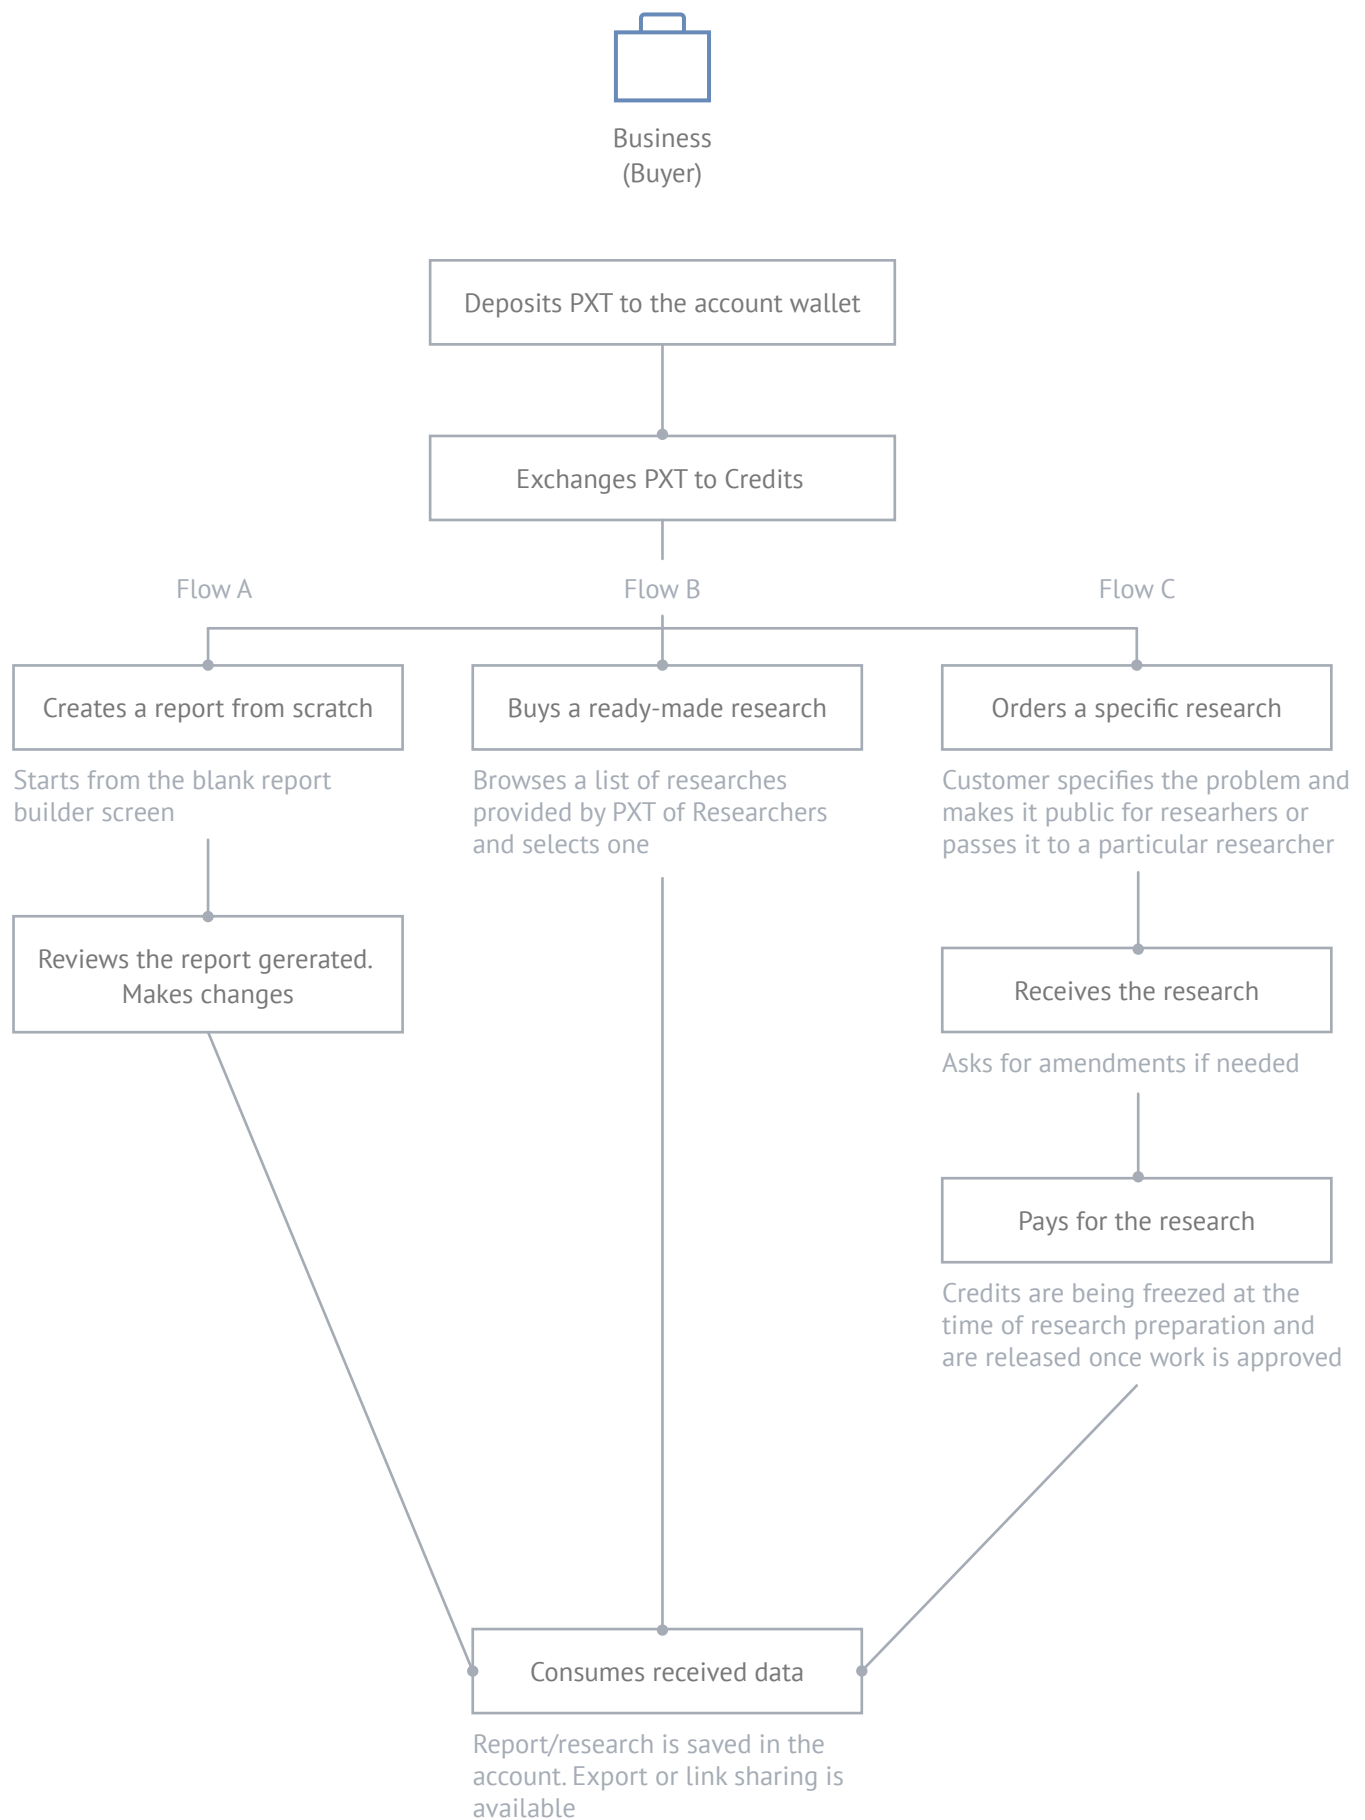 Business
(Buyer)
Deposits PXT to the account wallet
Exchanges PXT to Credits
Flow A
Flow B
Flow C
Creates a report from scratch
Starts from the blank report
builder screen
Reviews the report gererated.
Makes changes
Buys a ready-made research
Browses a list of researches
provided by PXT of Researchers
and selects one
Orders a specific research
Customer specifies the problem and
makes it public for researhers or
passes it to a particular researcher
Receives the research
Asks for amendments if needed
Pays for the research
Credits are being freezed at the
time of research preparation and
are released once work is approved
Consumes received data
Report/research is saved in the
account. Export or link sharing is
available